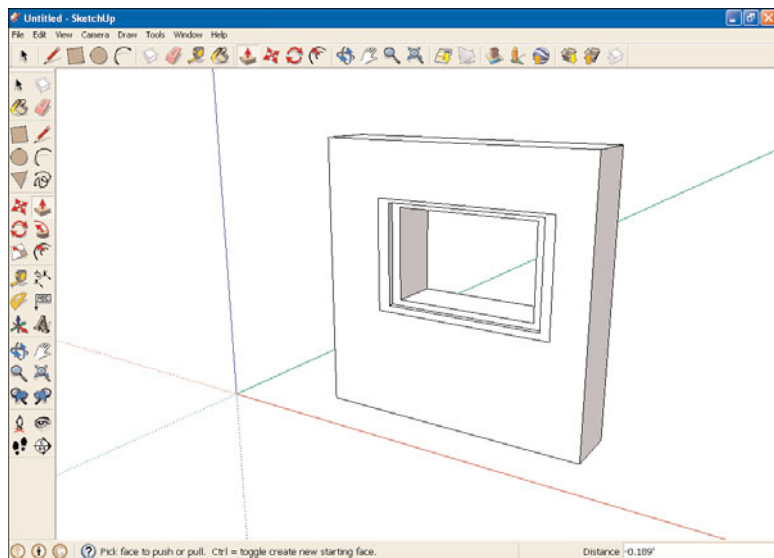 Untitled - SketchUp
File Edit View Camera Draw Tools Window Help
Pick face to push or pull. Ctrl = toggle create new starting face.
Distance -0.189'